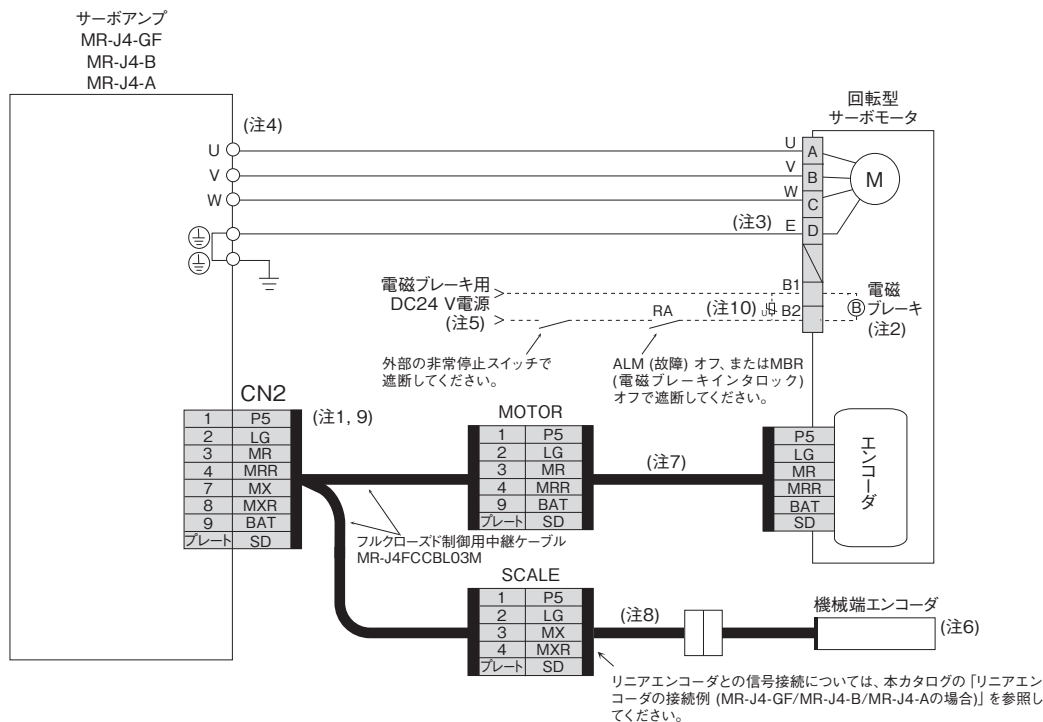 サーボアンプ
MR-J4-GF
MR-J4-B
MR-J4-A
回転型
サーボモータ
(注4)
U
V
W
U
V
W
(注3) E
A
B
C
D
M
電磁ブレーキ用
DC24 V電源
(注5)
RA
(注10)
U
B1
B2
B
電磁
ブレーキ
(注2)
外部の非常停止スイッチで
遮断してください。
ALM (故障) オフ、またはMBR
(電磁ブレーキインタロック)
オフで遮断してください。
CN2
(注1, 9)
1 P5
2 LG
3 MR
4 MRR
7 MX
8 MXR
9 BAT
プレート SD
MOTOR
1 P5
2 LG
3 MR
4 MRR
9 BAT
プレート SD
(注7)
P5
LG
MR
MRR
BAT
SD
エンコーダ
フルクローズド制御用中継ケーブル
MR-J4FCCBL03M
SCALE
1 P5
2 LG
3 MX
4 MXR
プレート SD
(注8)
機械端エンコーダ
(注6)
リニアエンコーダとの信号接続については、本カタログの「リニアエン
コーダの接続例 (MR-J4-GF/MR-J4-B/MR-J4-Aの場合)」を参照し
てください。